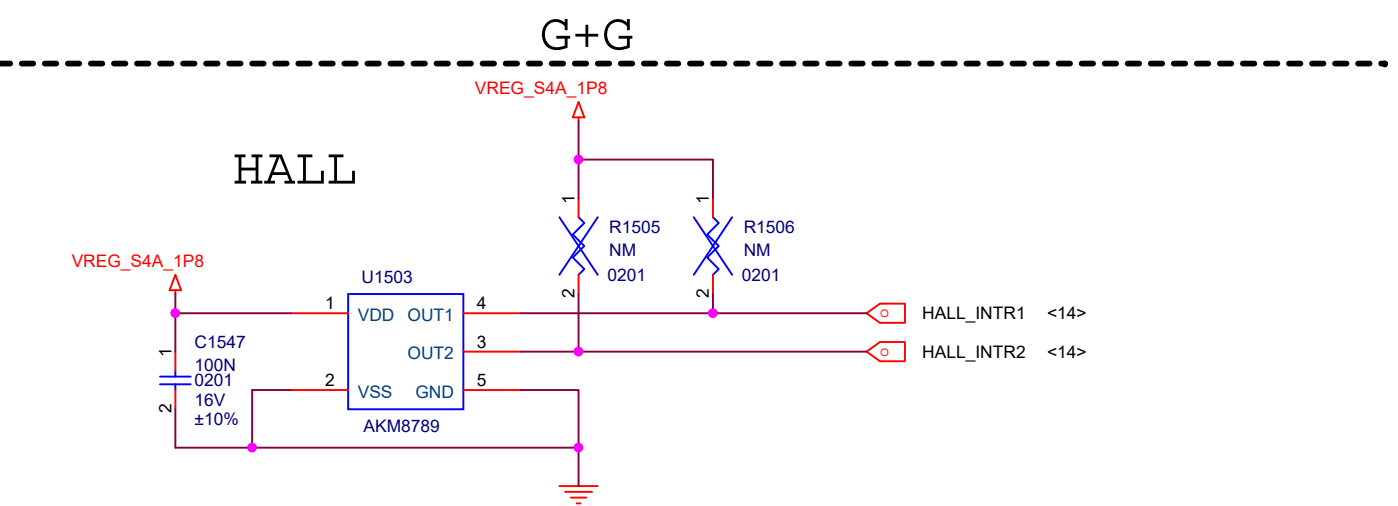 G+G
VREG_S4A_1P8
HALL
1
1
R1505
NM
0201
R1506
NM
0201
2
2
VREG_S4A_1P8
U1503
1
VDD
OUT1
4
HALL_INTR1 <14>
OUT2
3
HALL_INTR2 <14>
2
VSS
GND
5
AKM8789
1
C1547
100N
0201
16V
±10%
2